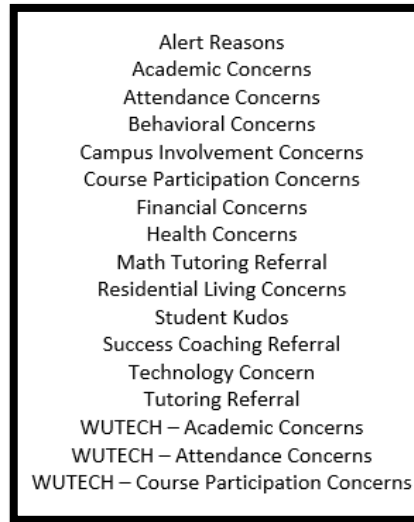 Alert Reasons
Academic Concerns
Attendance Concerns
Behavioral Concerns
Campus Involvement Concerns
Course Participation Concerns
Financial Concerns
Health Concerns
Math Tutoring Referral
Residential Living Concerns
Student Kudos
Success Coaching Referral
Technology Concern
Tutoring Referral
WUTECH – Academic Concerns
WUTECH – Attendance Concerns
WUTECH – Course Participation Concerns